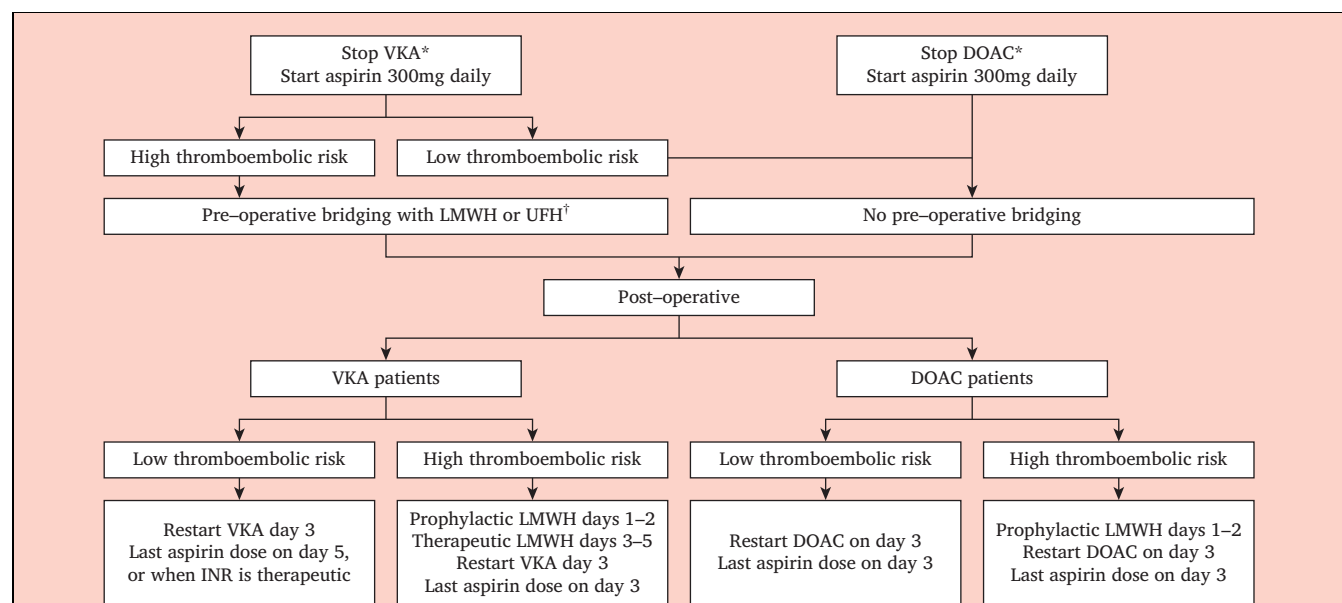 Stop VKA*
Start aspirin 300mg daily
Stop DOAC*
Start aspirin 300mg daily
High thromboembolic risk
Low thromboembolic risk
Pre–operative bridging with LMWH or UFH†
No pre–operative bridging
Post–operative
VKA patients
DOAC patients
Low thromboembolic risk
High thromboembolic risk
Low thromboembolic risk
High thromboembolic risk
Restart VKA day 3
Last aspirin dose on day 5,
or when INR is therapeutic
Prophylactic LMWH days 1–2
Therapeutic LMWH days 3–5
Restart VKA day 3
Last aspirin dose on day 3
Restart DOAC on day 3
Last aspirin dose on day 3
Prophylactic LMWH days 1–2
Restart DOAC on day 3
Last aspirin dose on day 3